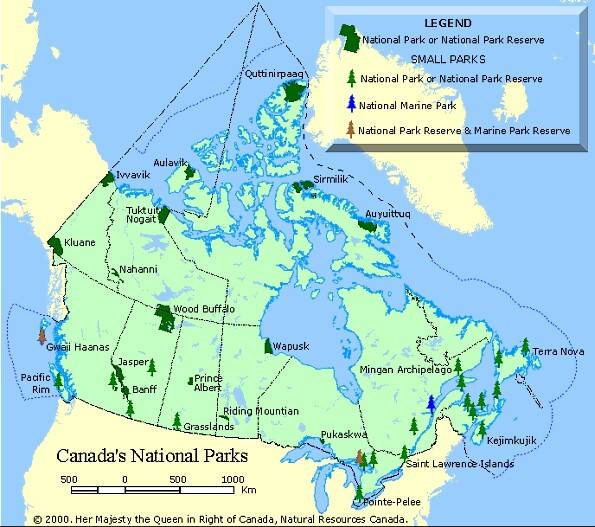 LEGEND
National Park or National Park Reserve
SMALL PARKS
National Park or National Park Reserve
National Marine Park
National Park Reserve & Marine Park Reserve
Quttinirpaaq
Aulavik
Ivvavik
Sirmilik
Tuktuit
Nogait
Auyuittuq
Kluane
Nahanni
Wood Buffalo
Gwaii Haanas
Wapusk
Terra Nova
Jasper
Mingan Archipelago
Pacific
Rim
Banff
Prince
Albert
Riding Mountian
Grasslands
Pukaskwa
Kejimkujik
Saint Lawrence Islands
Pointe-Pelee
Canada's National Parks
500 0 500 1000
Km
© 2000. Her Majesty the Queen in Right of Canada, Natural Resources Canada.